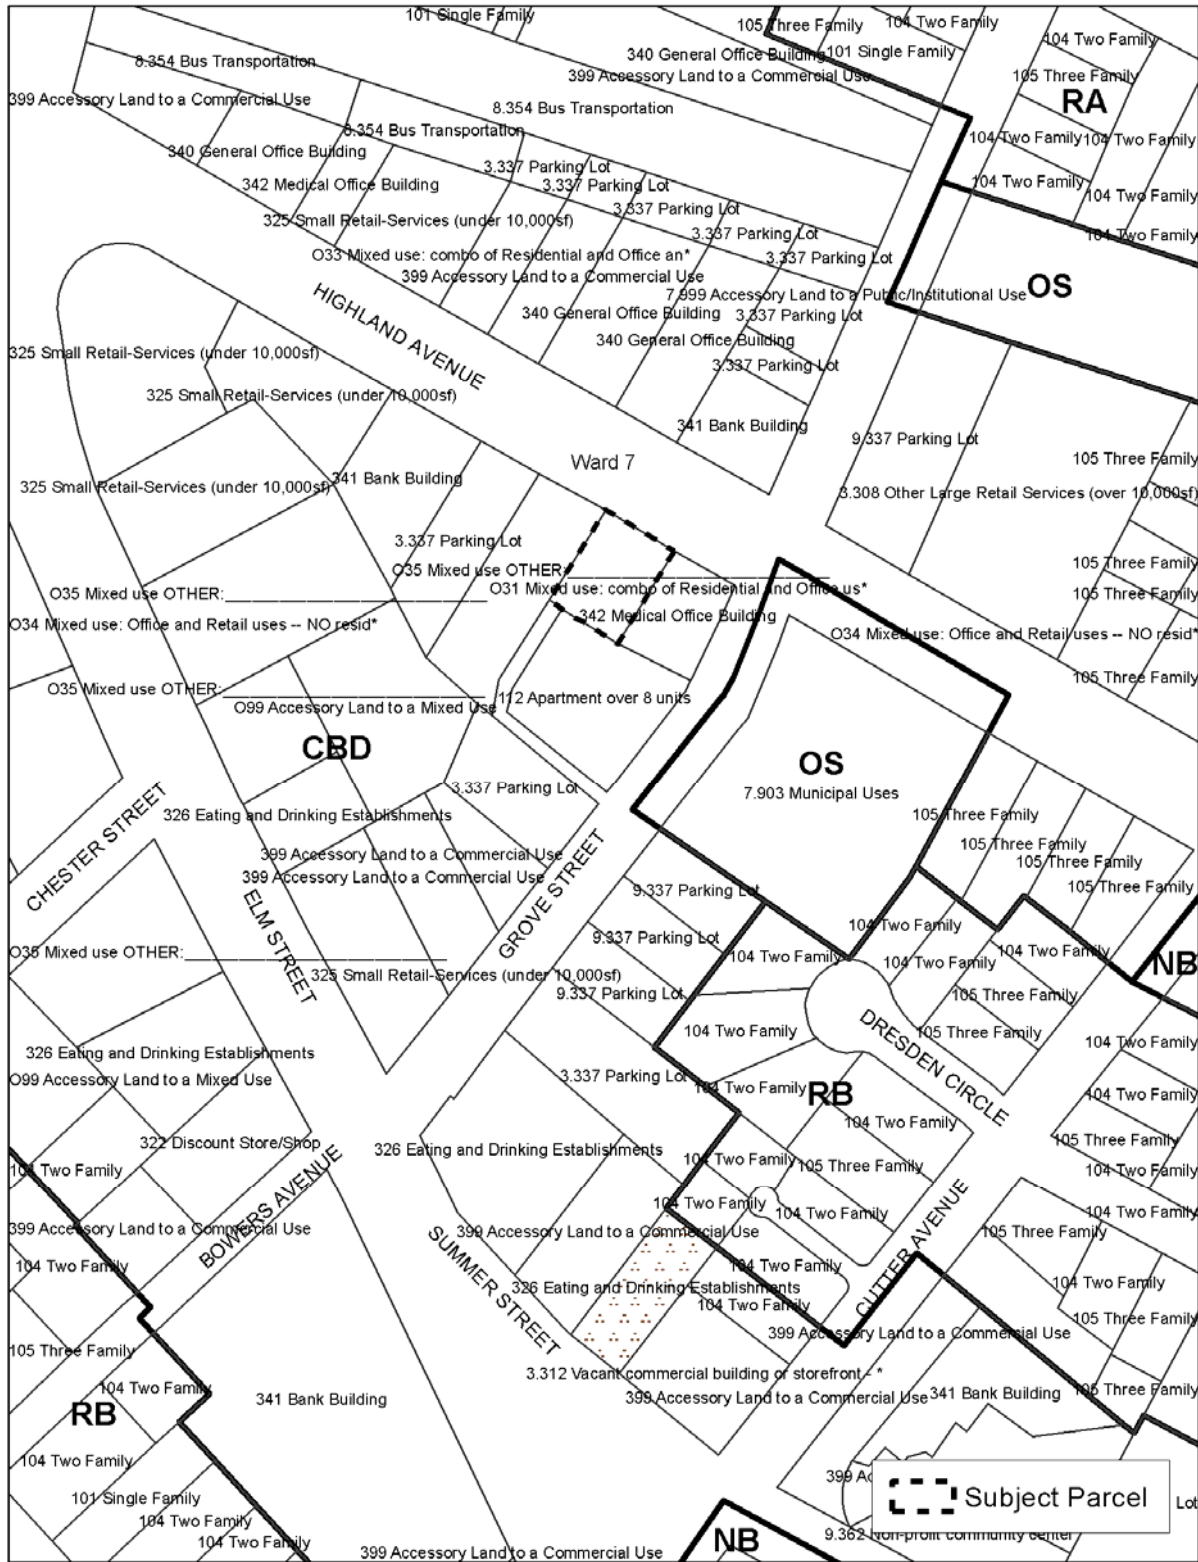 101 Single Family
105 Three Family
104 Two Family
104 Two Family
8.354 Bus Transportation
340 General Office Building
101 Single Family
399 Accessory Land to a Commercial Use
105 Three Family
RA
399 Accessory Land to a Commercial Use
8.354 Bus Transportation
8.354 Bus Transportation
104 Two Family
104 Two Family
340 General Office Building
3.337 Parking Lot
342 Medical Office Building
3.337 Parking Lot
104 Two Family
104 Two Family
3.337 Parking Lot
325 Small Retail-Services (under 10,000sf)
3.337 Parking Lot
104 Two Family
O33 Mixed use: combo of Residential and Office an*
3.337 Parking Lot
399 Accessory Land to a Commercial Use
OS
7.999 Accessory Land to a Public/Institutional Use
HIGHLAND AVENUE
340 General Office Building
3.337 Parking Lot
340 General Office Building
325 Small Retail-Services (under 10,000sf)
3.337 Parking Lot
325 Small Retail-Services (under 10,000sf)
341 Bank Building
9.337 Parking Lot
Ward 7
105 Three Family
341 Bank Building
325 Small Retail-Services (under 10,000sf)
3.308 Other Large Retail Services (over 10,000sf)
3.337 Parking Lot
105 Three Family
O35 Mixed use OTHER:
O31 Mixed use: combo of Residential and Office us*
O35 Mixed use OTHER:
105 Three Family
342 Medical Office Building
O34 Mixed use: Office and Retail uses -- NO resid*
O34 Mixed use: Office and Retail uses -- NO resid*
105 Three Family
O35 Mixed use OTHER:
112 Apartment over 8 units
O99 Accessory Land to a Mixed Use
CBD
OS
3.337 Parking Lot
7.903 Municipal Uses
CHESTER STREET
326 Eating and Drinking Establishments
105 Three Family
105 Three Family
399 Accessory Land to a Commercial Use
105 Three Family
399 Accessory Land to a Commercial Use
105 Three Family
9.337 Parking Lot
GROVE STREET
ELM STREET
104 Two Family
9.337 Parking Lot
O35 Mixed use OTHER:
104 Two Family
104 Two Family
104 Two Family
NB
325 Small Retail-Services (under 10,000sf)
9.337 Parking Lot
105 Three Family
104 Two Family
105 Three Family
DRESDEN CIRCLE
104 Two Family
326 Eating and Drinking Establishments
O99 Accessory Land to a Mixed Use
3.337 Parking Lot
104 Two Family
RB
104 Two Family
104 Two Family
322 Discount Store/Shop
105 Three Family
326 Eating and Drinking Establishments
104 Two Family
105 Three Family
104 Two Family
104 Two Family
BOWERS AVENUE
104 Two Family
104 Two Family
104 Two Family
CUTTER AVENUE
399 Accessory Land to a Commercial Use
399 Accessory Land to a Commercial Use
105 Three Family
SUMMER STREET
104 Two Family
104 Two Family
104 Two Family
326 Eating and Drinking Establishments
104 Two Family
105 Three Family
399 Accessory Land to a Commercial Use
105 Three Family
3.312 Vacant commercial building or storefront - *
104 Two Family
399 Accessory Land to a Commercial Use
341 Bank Building
105 Three Family
341 Bank Building
RB
104 Two Family
399 Ac
101 Single Family
Subject Parcel
Lot
104 Two Family
9.362 Non-profit community center
104 Two Family
NB
399 Accessory Land to a Commercial Use